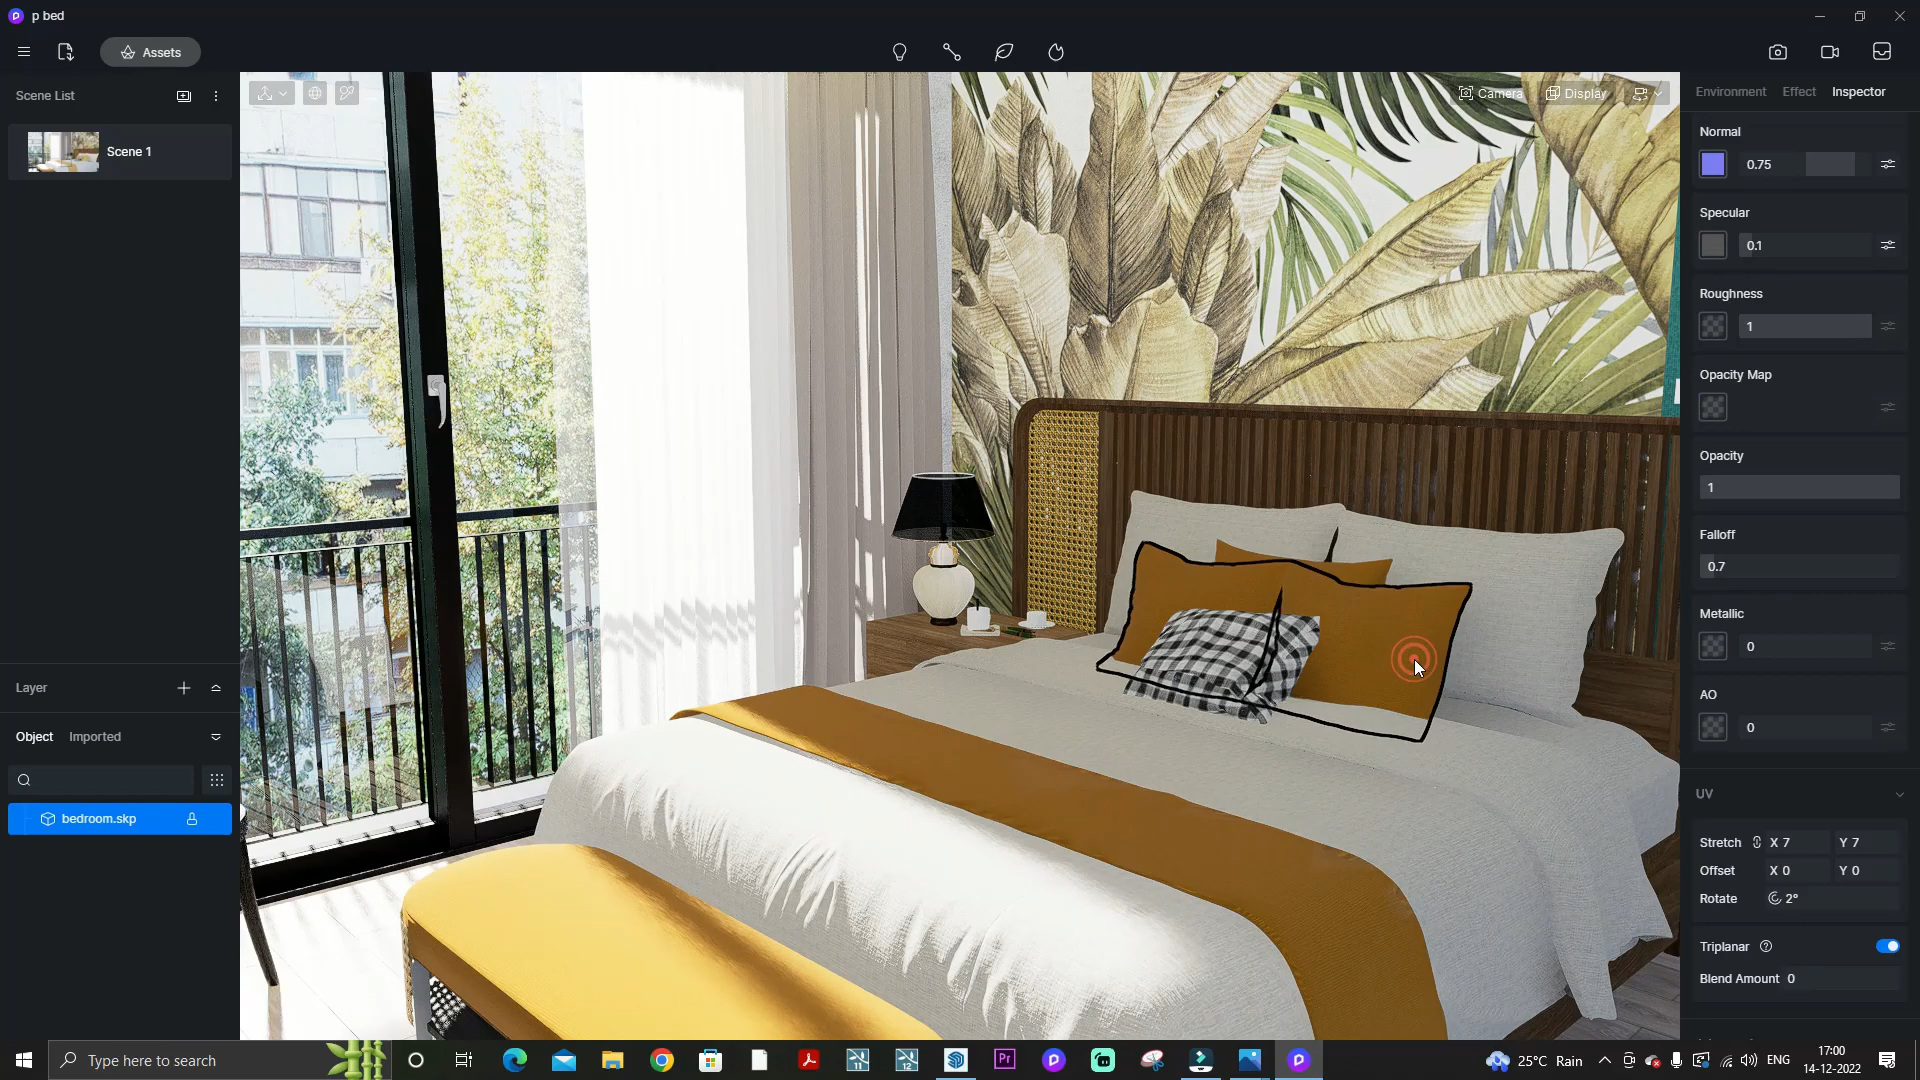 p bed
Assets
Scene List
Scene 1
Layer
Object Imported
bedroom.skp
Camera Display
Environment Effect Inspector
Normal
0.75
Specular
0.1
Roughness
1
Opacity Map
Opacity
1
Falloff
0.7
Metallic
0
AO
0
UV
Stretch X 7 Y 7
Offset X 0 Y 0
Rotate 2°
Triplanar
Blend Amount 0
Type here to search
11
12
Pr
25°C Rain
ENG
17:00
14-12-2022